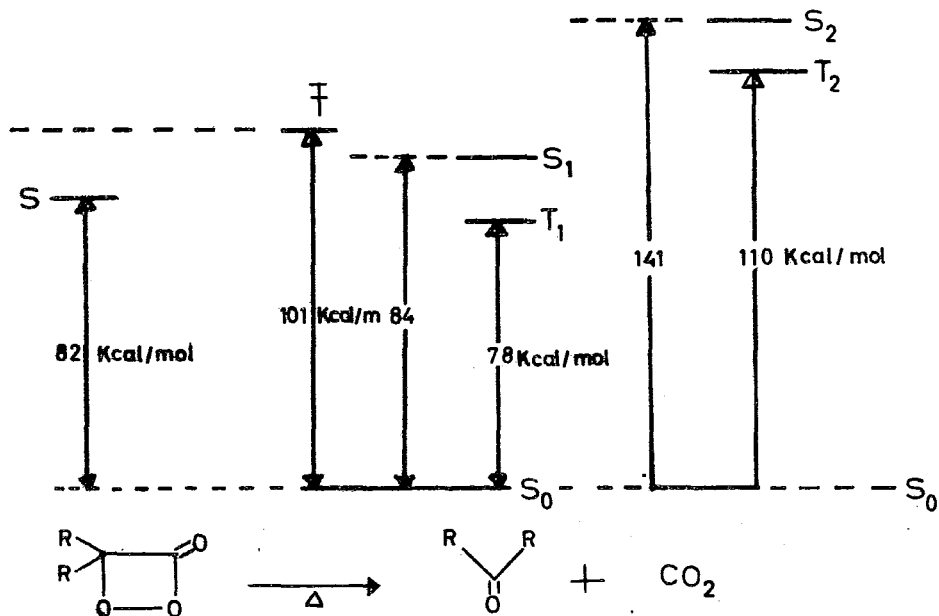 S₂
T₂
‡
S₁
S
T₁
141
110 Kcal/mol
101 Kcal/m 84
82 Kcal/mol
78 Kcal/mol
S₀
S₀
R
R
O
O
O
Δ
R
R
O
+
CO₂